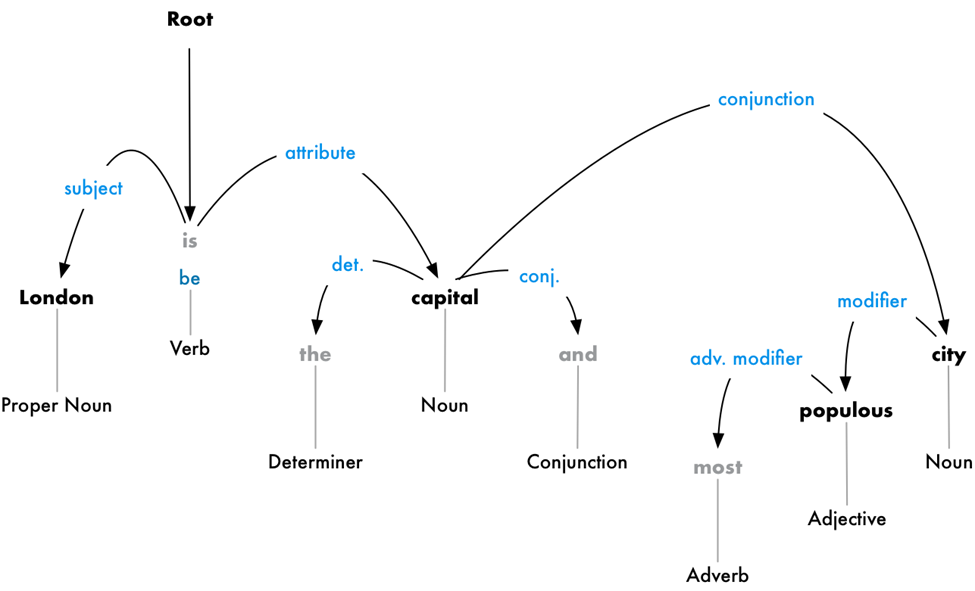 Root
conjunction
attribute
subject
is
det.
conj.
be
London
capital
modifier
Verb
the
and
adv. modifier
city
Proper Noun
Noun
populous
Determiner
Conjunction
most
Noun
Adjective
Adverb